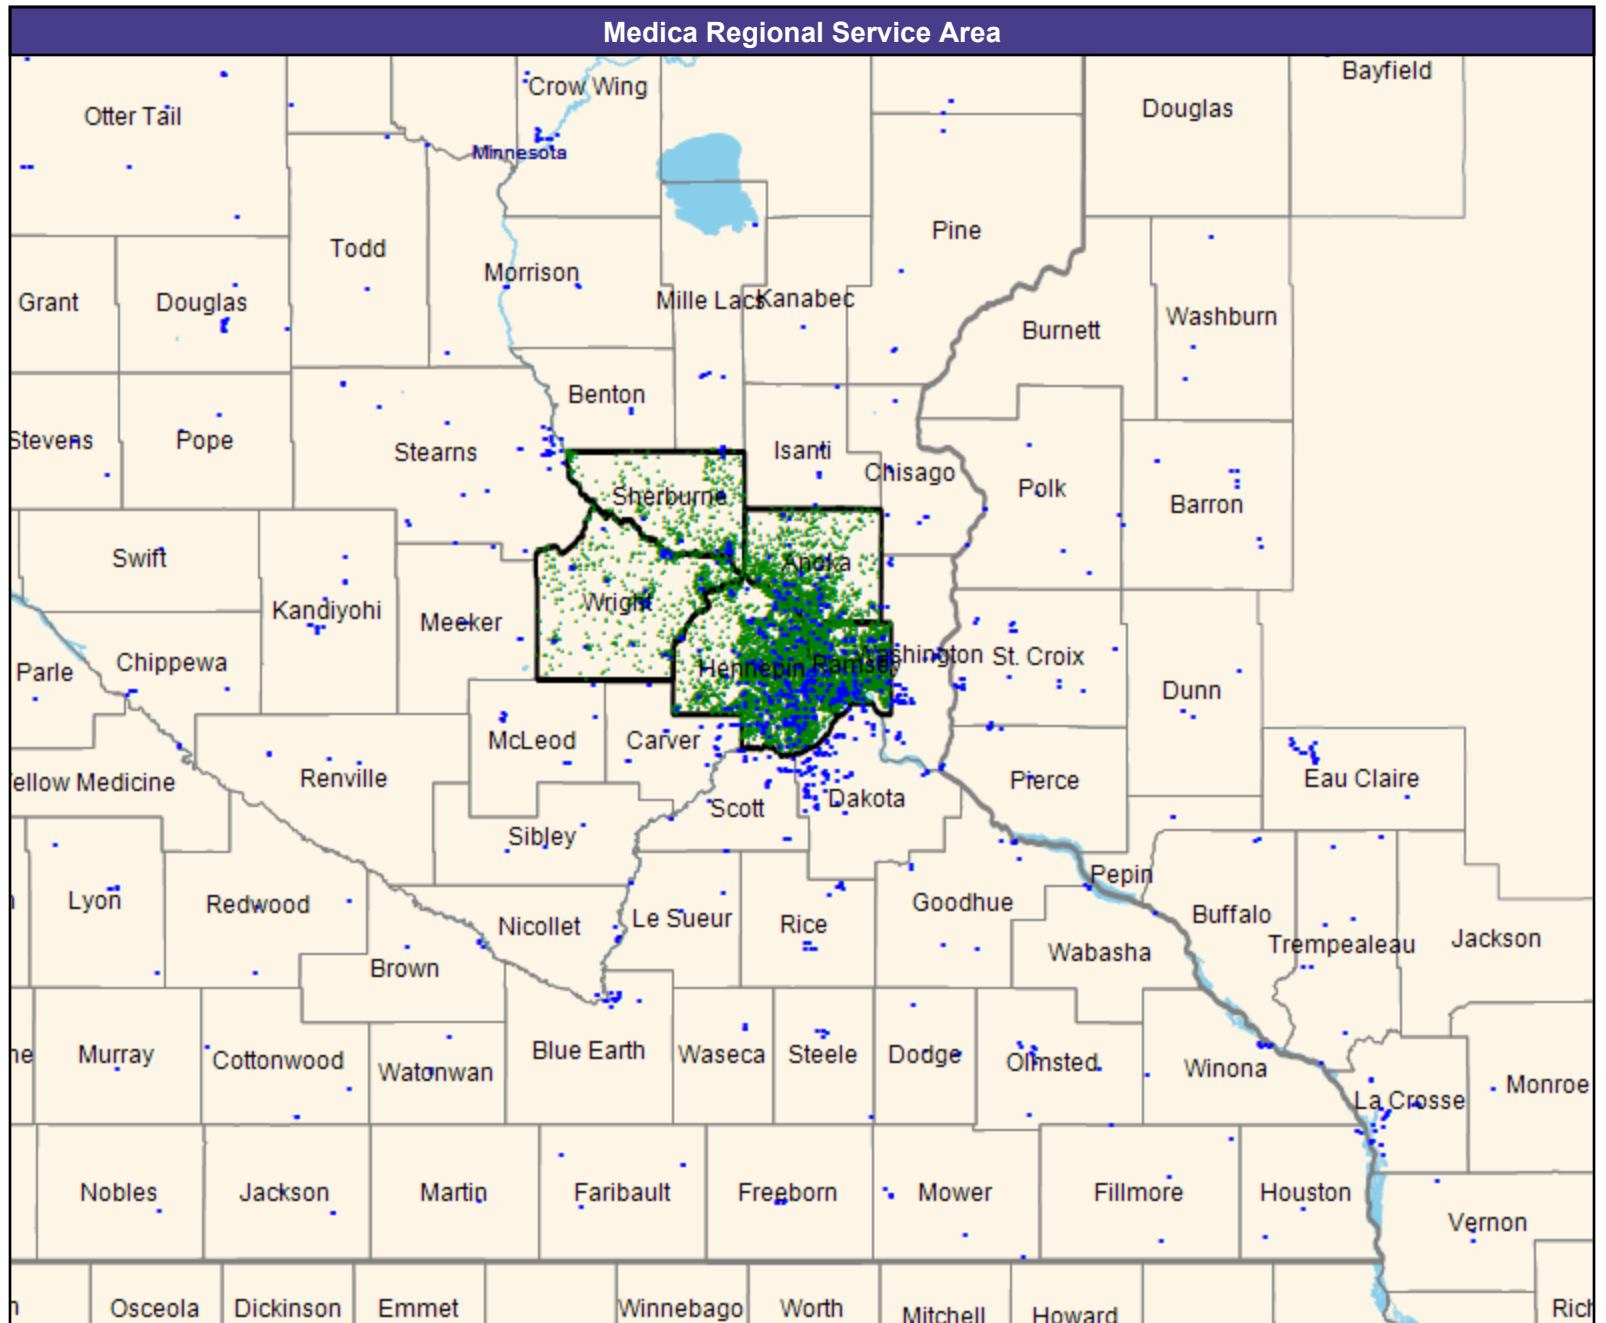 Medica Regional Service Area
Bayfield
Crow Wing
Douglas
Otter Tail
Minnesota
Pine
Todd
Morrison
Grant
Douglas
Mille Lacs
Kanabec
Washburn
Burnett
Benton
Stevens
Pope
Stearns
Isanti
Chisago
Sherburne
Polk
Barron
Swift
Anoka
Wright
Kandiyohi
Meeker
Washington
St. Croix
Chippewa
Parle
Hennepin
Ramsey
Dunn
McLeod
Carver
Renville
ellow Medicine
Pierce
Eau Claire
Scott
Dakota
Sibley
Pepin
Lyon
Redwood
Goodhue
Buffalo
Nicollet
Le Sueur
Rice
Trempealeau
Jackson
Wabasha
Brown
Blue Earth
Waseca
Steele
Dodge
Olmsted
Winona
ne
Murray
Cottonwood
Watonwan
Monroe
La Crosse
Nobles
Jackson
Martin
Faribault
Freeborn
Mower
Fillmore
Houston
Vernon
Osceola
Dickinson
Emmet
Winnebago
Worth
Mitchell
Howard
Rich